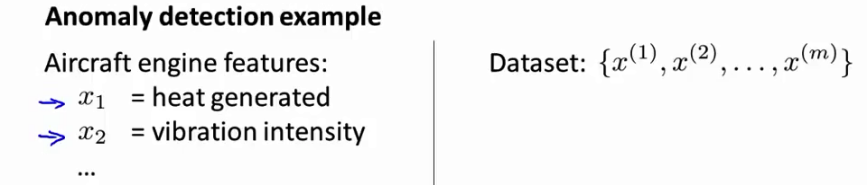 Anomaly detection example
Aircraft engine features:
→ x₁ = heat generated
→ x₂ = vibration intensity
...
Dataset: {x⁽¹⁾, x⁽²⁾, . . . , x⁽ᵐ⁾}